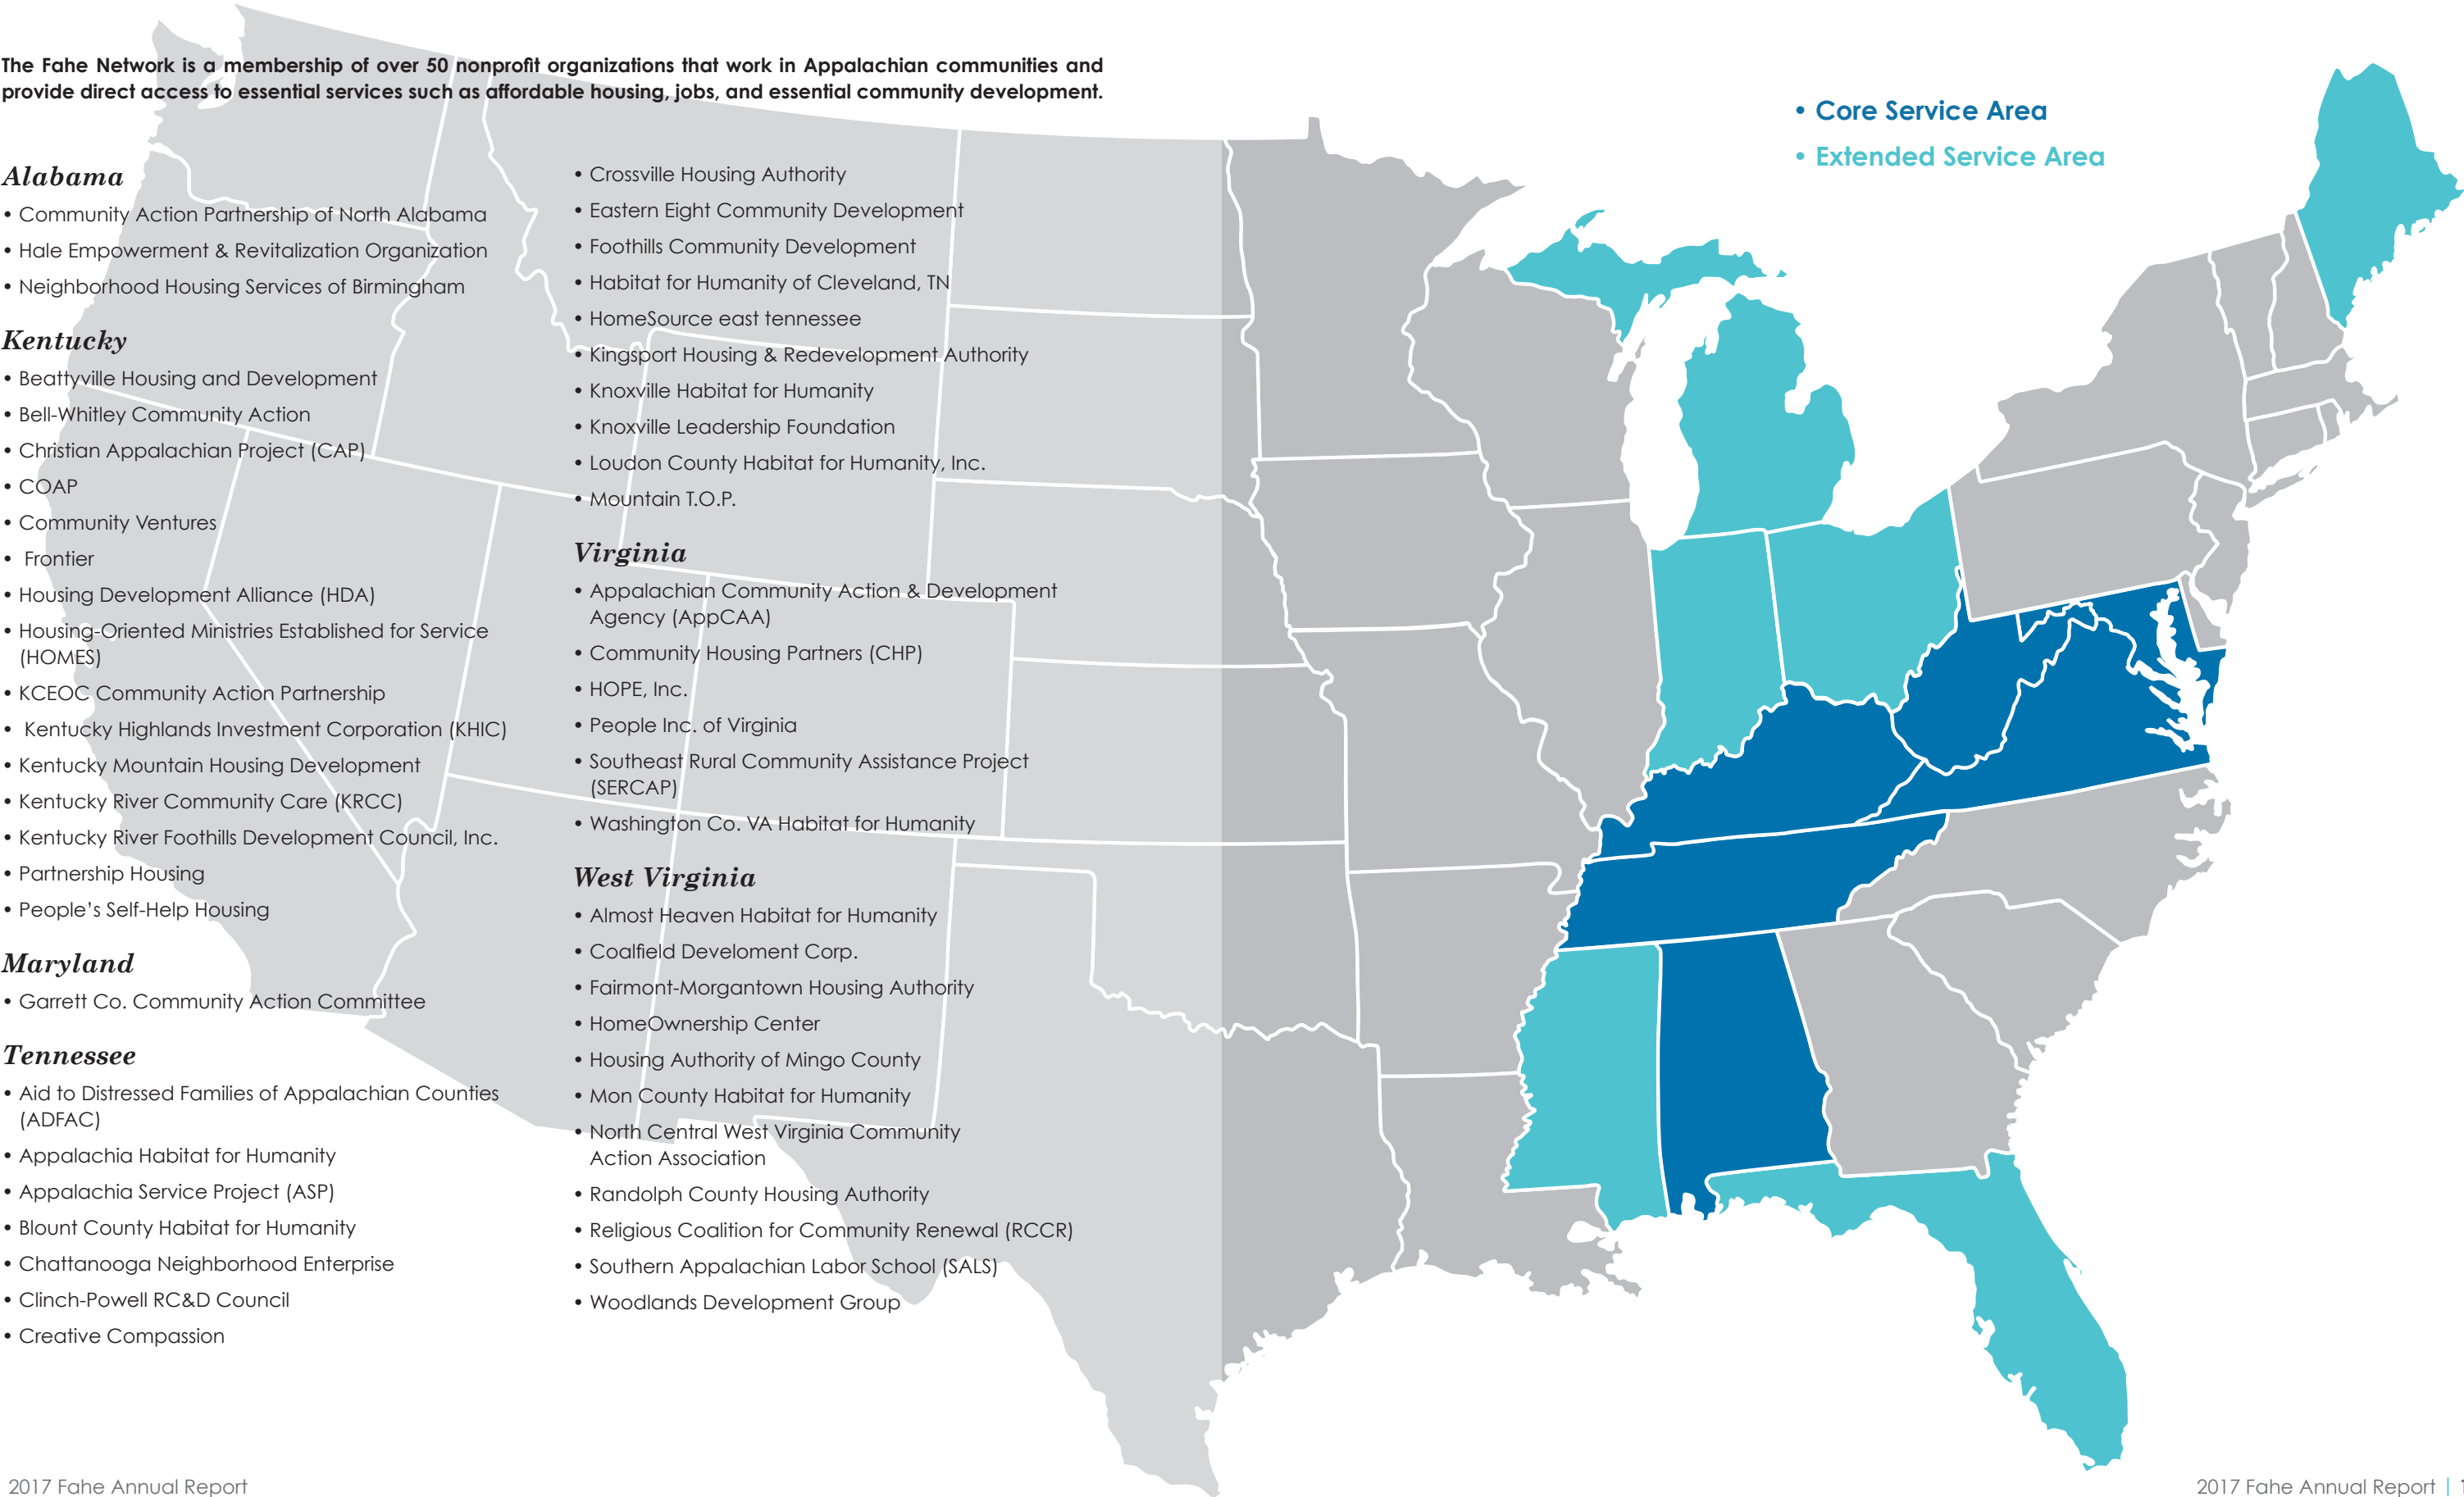 The Fahe Network is a membership of over 50 nonprofit organizations that work in Appalachian communities and
provide direct access to essential services such as affordable housing, jobs, and essential community development.
Alabama
• Community Action Partnership of North Alabama
• Hale Empowerment & Revitalization Organization
• Neighborhood Housing Services of Birmingham
Kentucky
• Beattyville Housing and Development
• Bell-Whitley Community Action
• Christian Appalachian Project (CAP)
• COAP
• Community Ventures
• Frontier
• Housing Development Alliance (HDA)
• Housing-Oriented Ministries Established for Service
(HOMES)
• KCEOC Community Action Partnership
• Kentucky Highlands Investment Corporation (KHIC)
• Kentucky Mountain Housing Development
• Kentucky River Community Care (KRCC)
• Kentucky River Foothills Development Council, Inc.
• Partnership Housing
• People's Self-Help Housing
Maryland
• Garrett Co. Community Action Committee
Tennessee
• Aid to Distressed Families of Appalachian Counties
(ADFAC)
• Appalachia Habitat for Humanity
• Appalachia Service Project (ASP)
• Blount County Habitat for Humanity
• Chattanooga Neighborhood Enterprise
• Clinch-Powell RC&D Council
• Creative Compassion
• Crossville Housing Authority
• Eastern Eight Community Development
• Foothills Community Development
• Habitat for Humanity of Cleveland, TN
• HomeSource east tennessee
• Kingsport Housing & Redevelopment Authority
• Knoxville Habitat for Humanity
• Knoxville Leadership Foundation
• Loudon County Habitat for Humanity, Inc.
• Mountain T.O.P.
Virginia
• Appalachian Community Action & Development
Agency (AppCAA)
• Community Housing Partners (CHP)
• HOPE, Inc.
• People Inc. of Virginia
• Southeast Rural Community Assistance Project
(SERCAP)
• Washington Co. VA Habitat for Humanity
West Virginia
• Almost Heaven Habitat for Humanity
• Coalfield Develoment Corp.
• Fairmont-Morgantown Housing Authority
• HomeOwnership Center
• Housing Authority of Mingo County
• Mon County Habitat for Humanity
• North Central West Virginia Community
Action Association
• Randolph County Housing Authority
• Religious Coalition for Community Renewal (RCCR)
• Southern Appalachian Labor School (SALS)
• Woodlands Development Group
• Core Service Area
• Extended Service Area
2017 Fahe Annual Report
2017 Fahe Annual Report |